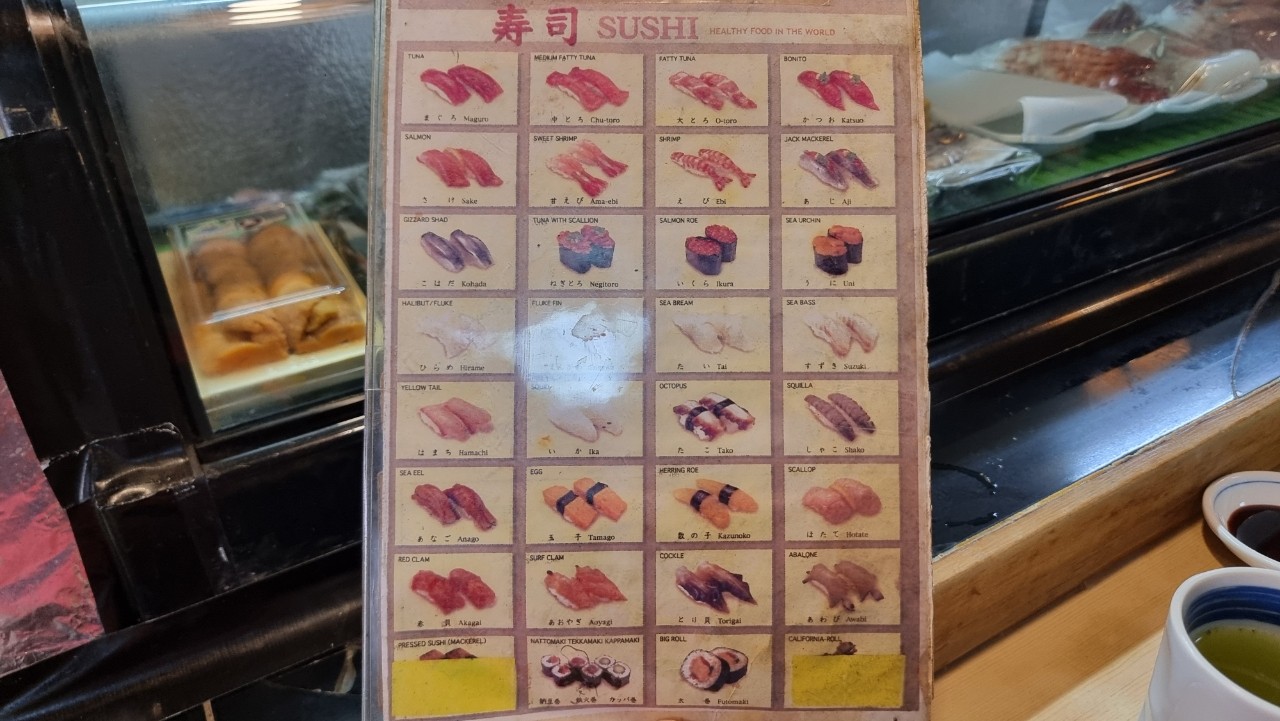 寿司 SUSHI HEALTHY FOOD IN THE WORLD
TUNA
まぐろ Maguro
MEDIUM FATTY TUNA
中とろ Chu-toro
FATTY TUNA
大とろ O-toro
BONITO
かつお Katsuo
SALMON
さけ Sake
SWEET SHRIMP
甘えび Ama-ebi
SHRIMP
えび Ebi
JACK MACKEREL
あじ Aji
GIZZARD SHAD
こはだ Kohada
TUNA WITH SCALLION
ねぎとろ Negitoro
SALMON ROE
いくら Ikura
SEA URCHIN
うに Uni
HALIBUT/FLUKE
ひらめ Hirame
FLUKE FIN
SEA BREAM
たい Tai
SEA BASS
すずき Suzuki
YELLOW TAIL
はまち Hamachi
いか Ika
OCTOPUS
たこ Tako
SQUILLA
しゃこ Shako
SEA EEL
あなご Anago
EGG
玉子 Tamago
HERRING ROE
数の子 Kazunoko
SCALLOP
ほたて Hotate
RED CLAM
赤貝 Akagai
SURF CLAM
あおやぎ Aoyagi
COCKLE
とり貝 Torigai
ABALONE
あわび Awabi
PRESSED SUSHI (MACKEREL)
NATTOMAKI TEKKAMAKI KAPPAMAKI
納豆巻 鉄火巻 カッパ巻
BIG ROLL
太巻 Futomaki
CALIFORNIA-ROLL